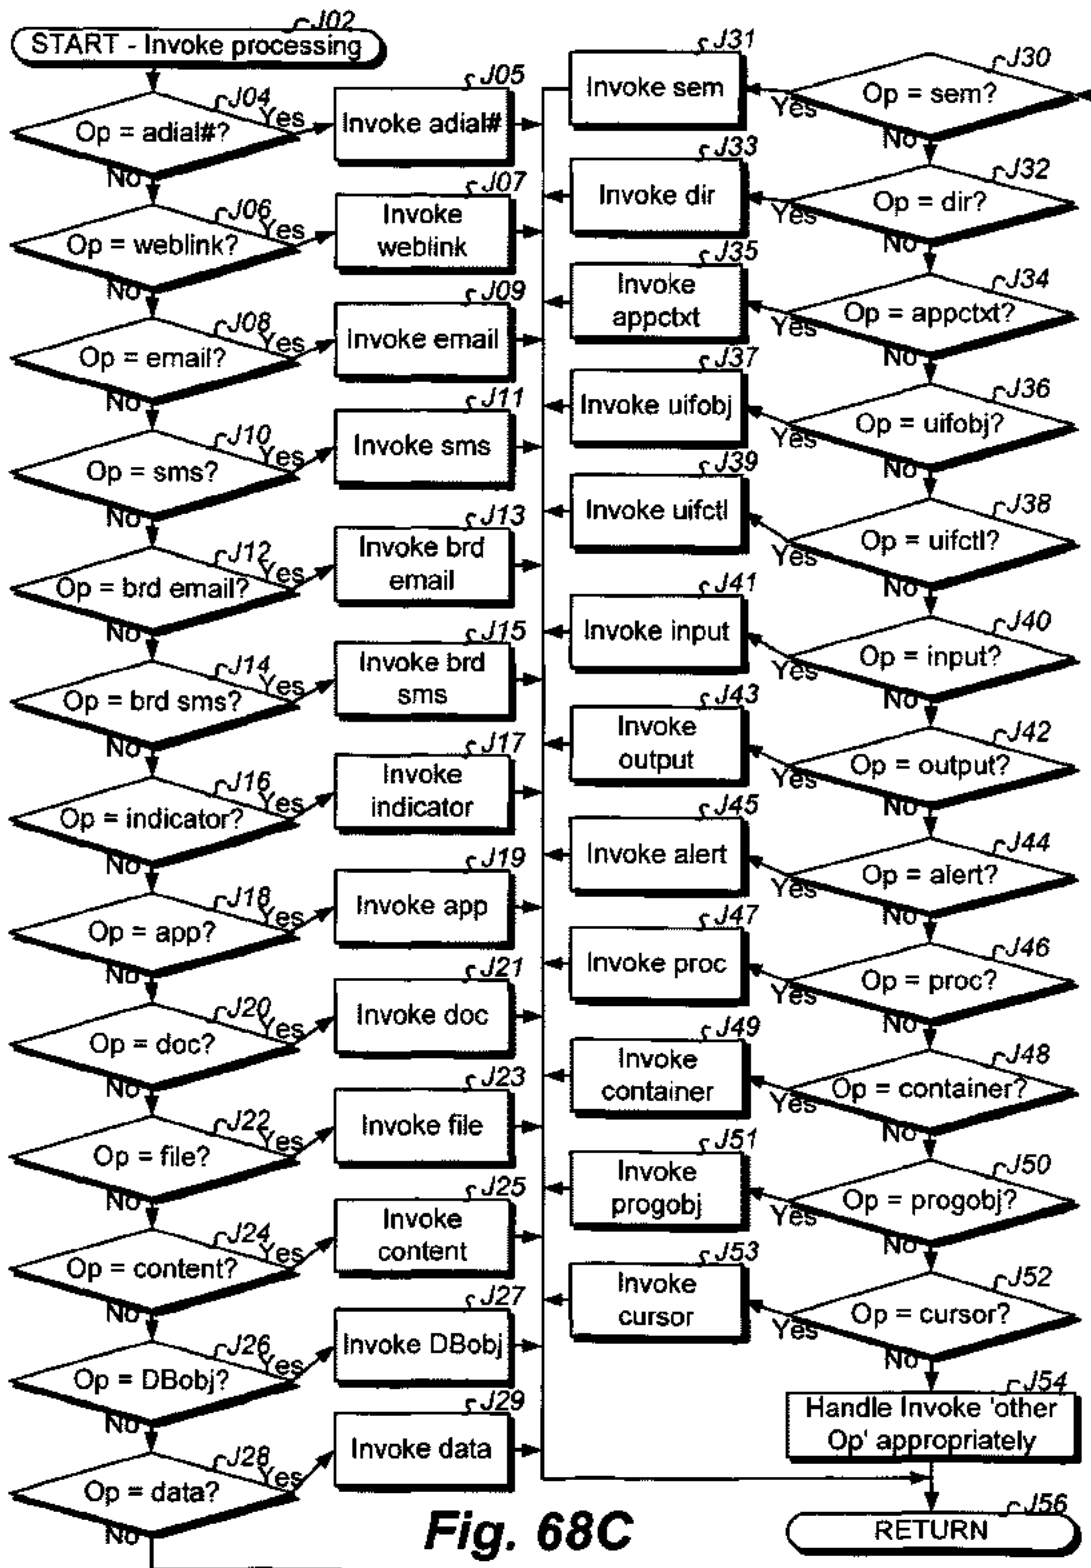 J02
START - Invoke processing
J04
Op = adial#?
Yes
No
J05
Invoke adial#
J06
Op = weblink?
Yes
No
J07
Invoke
weblink
J08
Op = email?
Yes
No
J09
Invoke email
J10
Op = sms?
Yes
No
J11
Invoke sms
J12
Op = brd email?
Yes
No
J13
Invoke brd
email
J14
Op = brd sms?
Yes
No
J15
Invoke brd
sms
J16
Op = indicator?
Yes
No
J17
Invoke
indicator
J18
Op = app?
Yes
No
J19
Invoke app
J20
Op = doc?
Yes
No
J21
Invoke doc
J22
Op = file?
Yes
No
J23
Invoke file
J24
Op = content?
Yes
No
J25
Invoke
content
J26
Op = DBobj?
Yes
No
J27
Invoke DBobj
J28
Op = data?
Yes
No
J29
Invoke data
J30
Op = sem?
Yes
No
J31
Invoke sem
J32
Op = dir?
Yes
No
J33
Invoke dir
J34
Op = appctxt?
Yes
No
J35
Invoke
appctxt
J36
Op = uifobj?
Yes
No
J37
Invoke uifobj
J38
Op = uifctl?
Yes
No
J39
Invoke uifctl
J40
Op = input?
Yes
No
J41
Invoke input
J42
Op = output?
Yes
No
J43
Invoke
output
J44
Op = alert?
Yes
No
J45
Invoke alert
J46
Op = proc?
Yes
No
J47
Invoke proc
J48
Op = container?
Yes
No
J49
Invoke
container
J50
Op = progobj?
Yes
No
J51
Invoke
progobj
J52
Op = cursor?
Yes
No
J53
Invoke
cursor
J54
Handle Invoke 'other
Op' appropriately
J56
RETURN
Fig. 68C